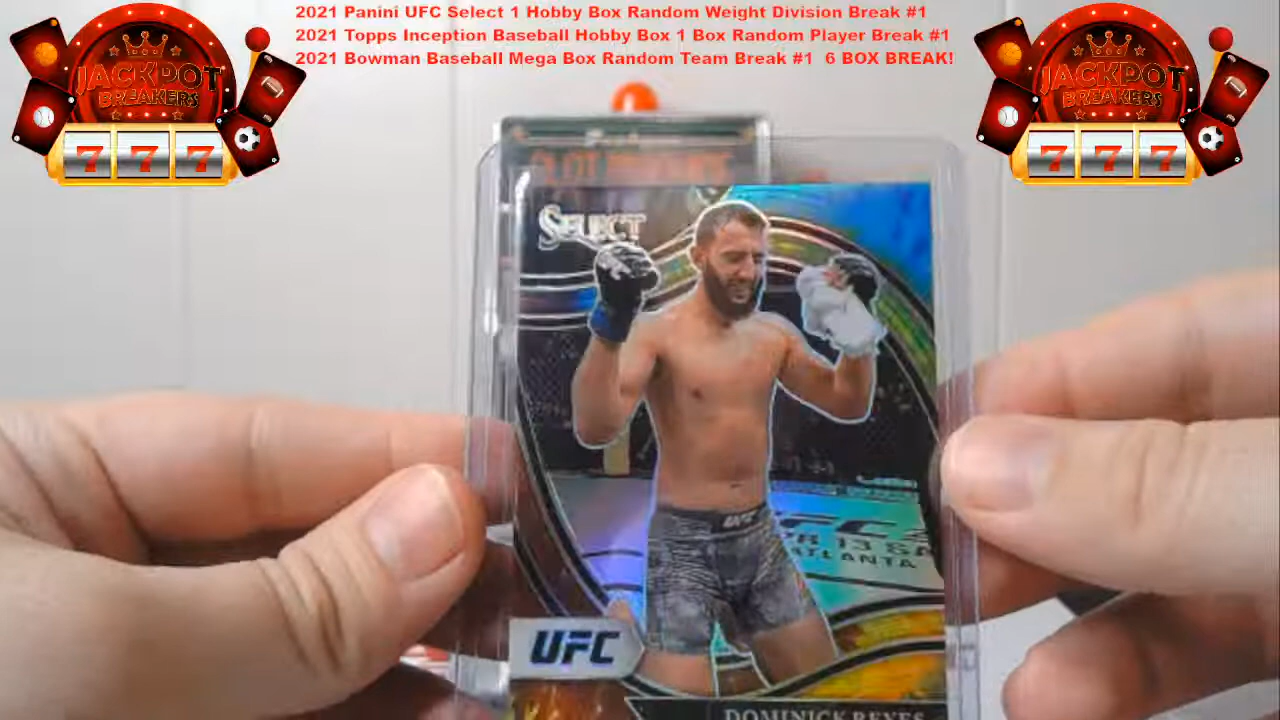 2021 Panini UFC Select 1 Hobby Box Random Weight Division Break #1
2021 Topps Inception Baseball Hobby Box 1 Box Random Player Break #1
2021 Bowman Baseball Mega Box Random Team Break #1 6 BOX BREAK!
JACKPOT
BREAKERS
777
JACKPOT
BREAKERS
777
SELECT
UFC
ATLANTA
UFC
DOMINICK REYES